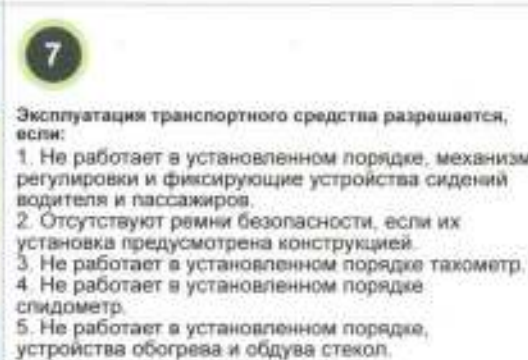 7
Эксплуатация транспортного средства разрешается,
если:
1. Не работает в установленном порядке, механизм
регулировки и фиксирующие устройства сидений
водителя и пассажиров.
2. Отсутствуют ремни безопасности, если их
установка предусмотрена конструкцией.
3. Не работает в установленном порядке тахометр.
4. Не работает в установленном порядке
спидометр.
5. Не работает в установленном порядке,
устройства обогрева и обдува стекол.